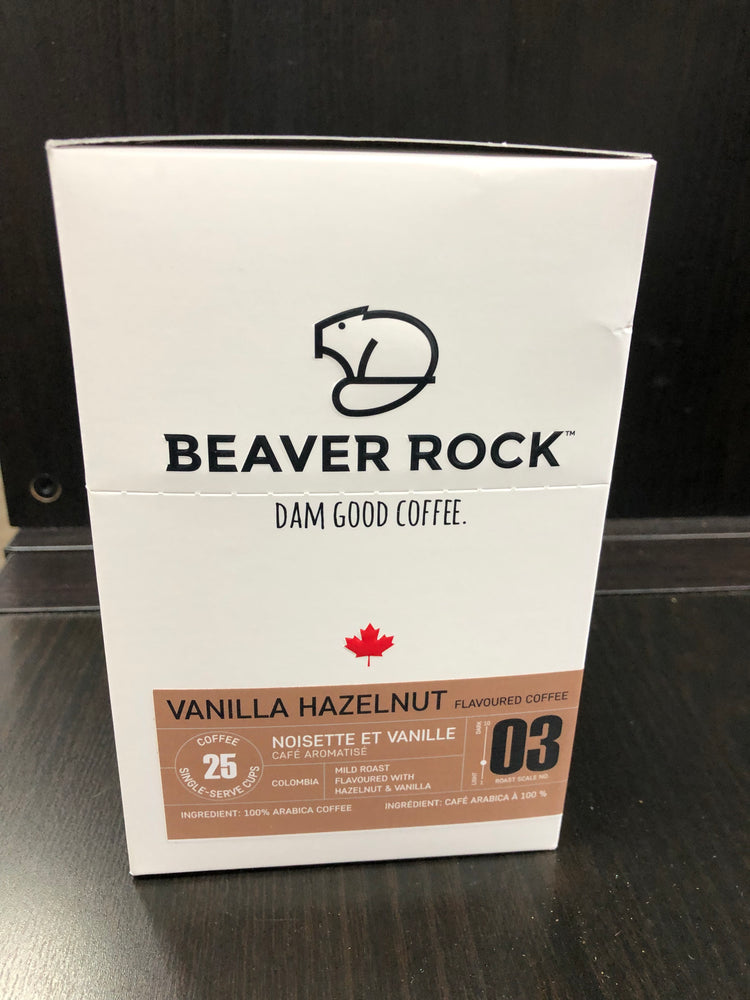 BEAVER ROCK™
DAM GOOD COFFEE.
VANILLA HAZELNUT FLAVOURED COFFEE
COFFEE
25
SINGLE-SERVE CUPS
NOISETTE ET VANILLE
CAFÉ AROMATISÉ
COLOMBIA
MILD ROAST
FLAVOURED WITH
HAZELNUT & VANILLA
DARK 10
LIGHT
03
ROAST SCALE NO.
INGREDIENT: 100% ARABICA COFFEE
INGRÉDIENT: CAFÉ ARABICA À 100 %